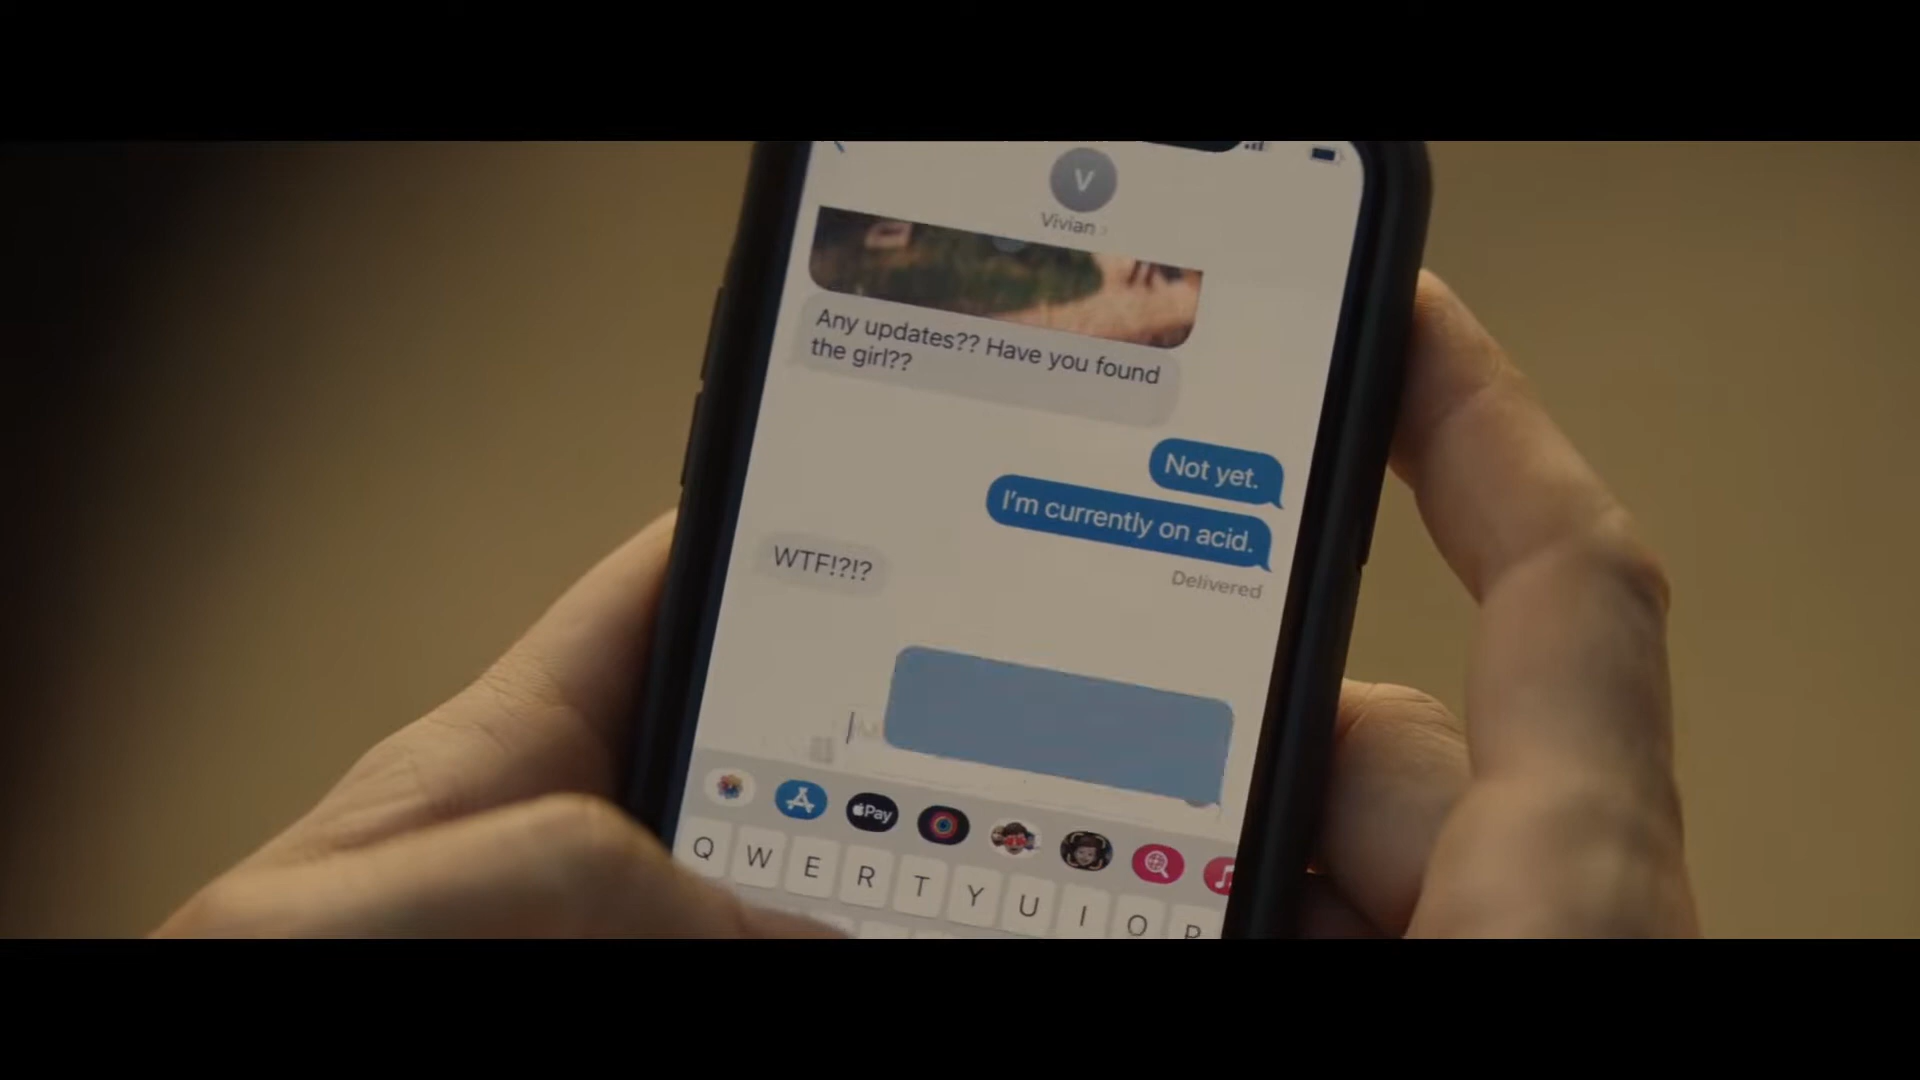 V
Vivian
Any updates?? Have you found
the girl??
Not yet.
I'm currently on acid.
Delivered
WTF!?!?
Pay
Q W E R T Y U I O P